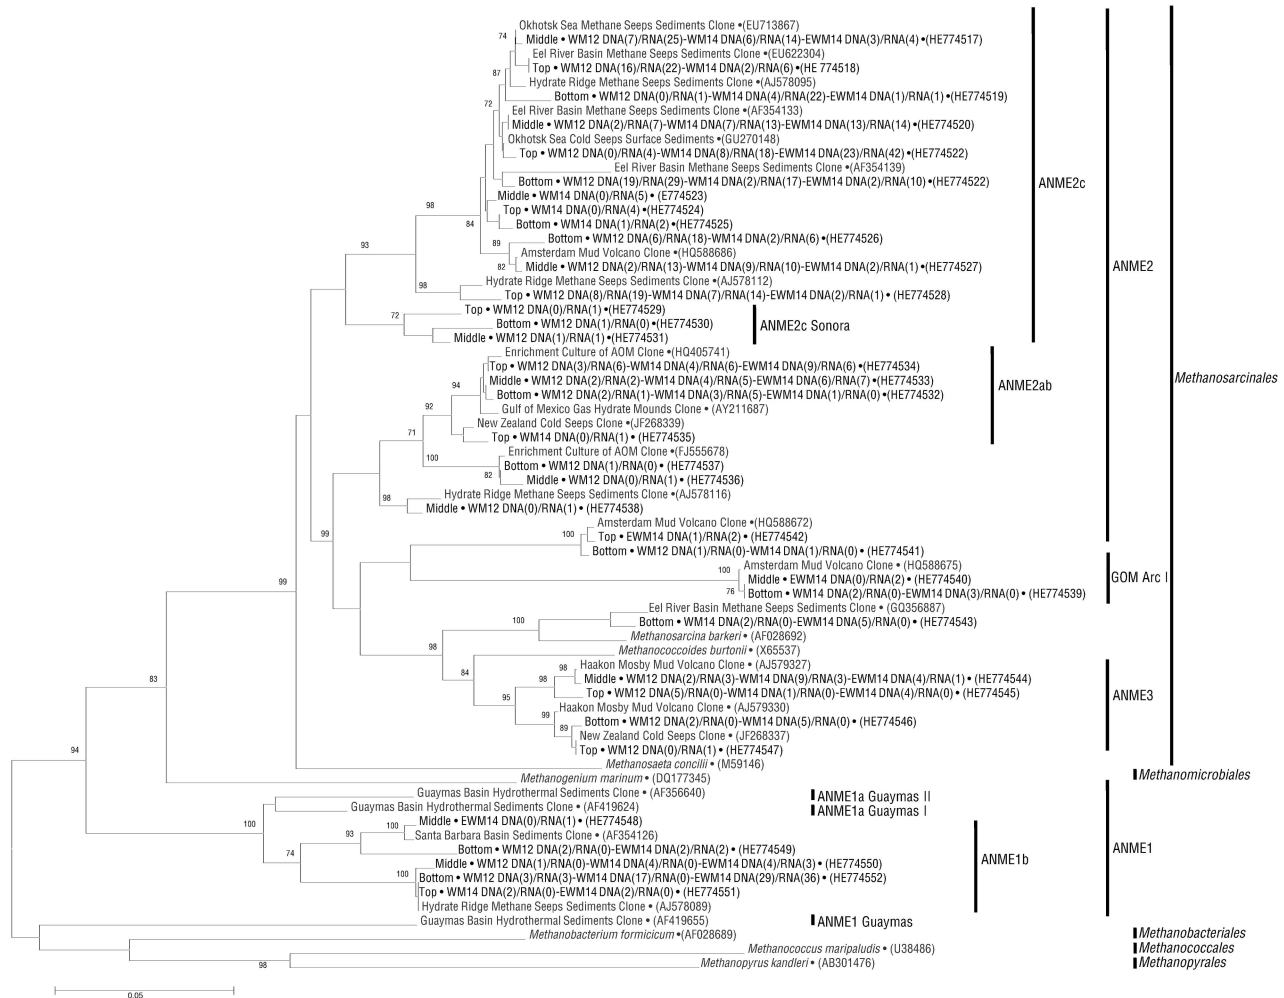 Okhotsk Sea Methane Seeps Sediments Clone •(EU713867)
74
Middle • WM12 DNA(7)/RNA(25)-WM14 DNA(6)/RNA(14)-EWM14 DNA(3)/RNA(4) •(HE774517)
Eel River Basin Methane Seeps Sediments Clone •(EU622304)
Top • WM12 DNA(16)/RNA(22)-WM14 DNA(2)/RNA(6) •(HE 774518)
87
Hydrate Ridge Methane Seeps Sediments Clone •(AJ578095)
Bottom • WM12 DNA(0)/RNA(1)-WM14 DNA(4)/RNA(22)-EWM14 DNA(1)/RNA(1) •(HE774519)
72
Eel River Basin Methane Seeps Sediments Clone •(AF354133)
Middle • WM12 DNA(2)/RNA(7)-WM14 DNA(7)/RNA(13)-EWM14 DNA(13)/RNA(14) •(HE774520)
Okhotsk Sea Cold Seeps Surface Sediments •(GU270148)
Top • WM12 DNA(0)/RNA(4)-WM14 DNA(8)/RNA(18)-EWM14 DNA(23)/RNA(42) •(HE774522)
Eel River Basin Methane Seeps Sediments Clone •(AF354139)
Bottom • WM12 DNA(19)/RNA(29)-WM14 DNA(2)/RNA(17)-EWM14 DNA(2)/RNA(10) •(HE774522)
ANME2c
Middle • WM14 DNA(0)/RNA(5) • (E774523)
98
Top • WM14 DNA(0)/RNA(4) •(HE774524)
84
Bottom • WM14 DNA(1)/RNA(2) •(HE774525)
93
89
Bottom • WM12 DNA(6)/RNA(18)-WM14 DNA(2)/RNA(6) •(HE774526)
Amsterdam Mud Volcano Clone •(HQ588686)
82
Middle • WM12 DNA(2)/RNA(13)-WM14 DNA(9)/RNA(10)-EWM14 DNA(2)/RNA(1) •(HE774527)
ANME2
98
Hydrate Ridge Methane Seeps Sediments Clone •(AJ578112)
Top • WM12 DNA(8)/RNA(19)-WM14 DNA(7)/RNA(14)-EWM14 DNA(2)/RNA(1) • (HE774528)
72
Top • WM12 DNA(0)/RNA(1) •(HE774529)
Bottom • WM12 DNA(1)/RNA(0) •(HE774530)
ANME2c Sonora
Middle • WM12 DNA(1)/RNA(1) •(HE774531)
Enrichment Culture of AOM Clone • (HQ405741)
Top • WM12 DNA(3)/RNA(6)-WM14 DNA(4)/RNA(6)-EWM14 DNA(9)/RNA(6) • (HE774534)
94
Middle • WM12 DNA(2)/RNA(2)-WM14 DNA(4)/RNA(5)-EWM14 DNA(6)/RNA(7) • (HE774533)
Methanosarcinales
ANME2ab
Bottom • WM12 DNA(2)/RNA(1)-WM14 DNA(3)/RNA(5)-EWM14 DNA(1)/RNA(0) • (HE774532)
92
Gulf of Mexico Gas Hydrate Mounds Clone • (AY211687)
New Zealand Cold Seeps Clone •(JF268339)
71
Top • WM14 DNA(0)/RNA(1) • (HE774535)
Enrichment Culture of AOM Clone • (FJ555678)
100
Bottom • WM12 DNA(1)/RNA(0) • (HE774537)
82
Middle • WM12 DNA(0)/RNA(1) • (HE774536)
98
Hydrate Ridge Methane Seeps Sediments Clone •(AJ578116)
Middle • WM12 DNA(0)/RNA(1) • (HE774538)
99
Amsterdam Mud Volcano Clone •(HQ588672)
100
Top • EWM14 DNA(1)/RNA(2) • (HE774542)
Bottom • WM12 DNA(1)/RNA(0)-WM14 DNA(1)/RNA(0) • (HE774541)
100
Amsterdam Mud Volcano Clone • (HQ588675)
99
Middle • EWM14 DNA(0)/RNA(2) • (HE774540)
GOM Arc I
76
Bottom • WM14 DNA(2)/RNA(0)-EWM14 DNA(3)/RNA(0) • (HE774539)
Eel River Basin Methane Seeps Sediments Clone • (GQ356887)
100
Bottom • WM14 DNA(2)/RNA(0)-EWM14 DNA(5)/RNA(0) • (HE774543)
Methanosarcina barkeri • (AF028692)
98
Methanococcoides burtonii • (X65537)
84
98
Haakon Mosby Mud Volcano Clone • (AJ579327)
83
98
Middle • WM12 DNA(2)/RNA(3)-WM14 DNA(9)/RNA(3)-EWM14 DNA(4)/RNA(1) • (HE774544)
Top • WM12 DNA(5)/RNA(0)-WM14 DNA(1)/RNA(0)-EWM14 DNA(4)/RNA(0) • (HE774545)
ANME3
95
Haakon Mosby Mud Volcano Clone • (AJ579330)
99
Bottom • WM12 DNA(2)/RNA(0)-WM14 DNA(5)/RNA(0) • (HE774546)
89
New Zealand Cold Seeps Clone • (JF268337)
94
Top • WM12 DNA(0)/RNA(1) • (HE774547)
Methanosaeta concilii • (M59146)
Methanogenium marinum • (DQ177345)
Methanomicrobiales
Guaymas Basin Hydrothermal Sediments Clone • (AF356640)
ANME1a Guaymas II
Guaymas Basin Hydrothermal Sediments Clone • (AF419624)
ANME1a Guaymas I
100
100
Middle • EWM14 DNA(0)/RNA(1) • (HE774548)
93
Santa Barbara Basin Sediments Clone • (AF354126)
74
Bottom • WM12 DNA(2)/RNA(0)-EWM14 DNA(2)/RNA(2) • (HE774549)
ANME1
Middle • WM12 DNA(1)/RNA(0)-WM14 DNA(4)/RNA(0)-EWM14 DNA(4)/RNA(3) • (HE774550)
ANME1b
100
Bottom • WM12 DNA(3)/RNA(3)-WM14 DNA(17)/RNA(0)-EWM14 DNA(29)/RNA(36) • (HE774552)
Top • WM14 DNA(2)/RNA(0)-EWM14 DNA(2)/RNA(0) • (HE774551)
Hydrate Ridge Methane Seeps Sediments Clone • (AJ578089)
Guaymas Basin Hydrothermal Sediments Clone • (AF419655)
ANME1 Guaymas
Methanobacterium formicicum •(AF028689)
Methanobacteriales
Methanococcus maripaludis • (U38486)
Methanococcales
98
Methanopyrus kandleri • (AB301476)
Methanopyrales
0.05